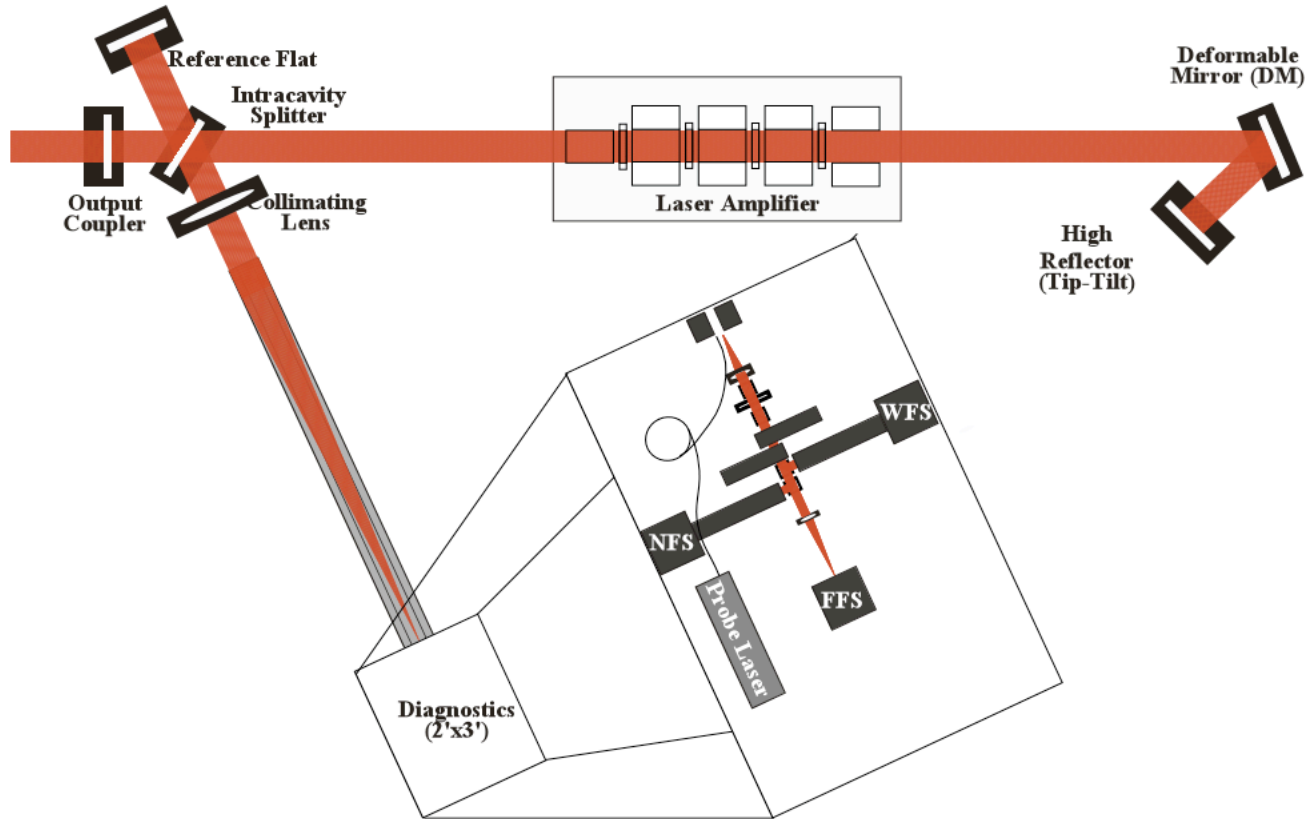 Reference Flat
Intracavity
Splitter
Deformable
Mirror (DM)
Output
Coupler
Collimating
Lens
Laser Amplifier
High
Reflector
(Tip-Tilt)
WFS
NFS
FFS
Probe Laser
Diagnostics
(2'x3')